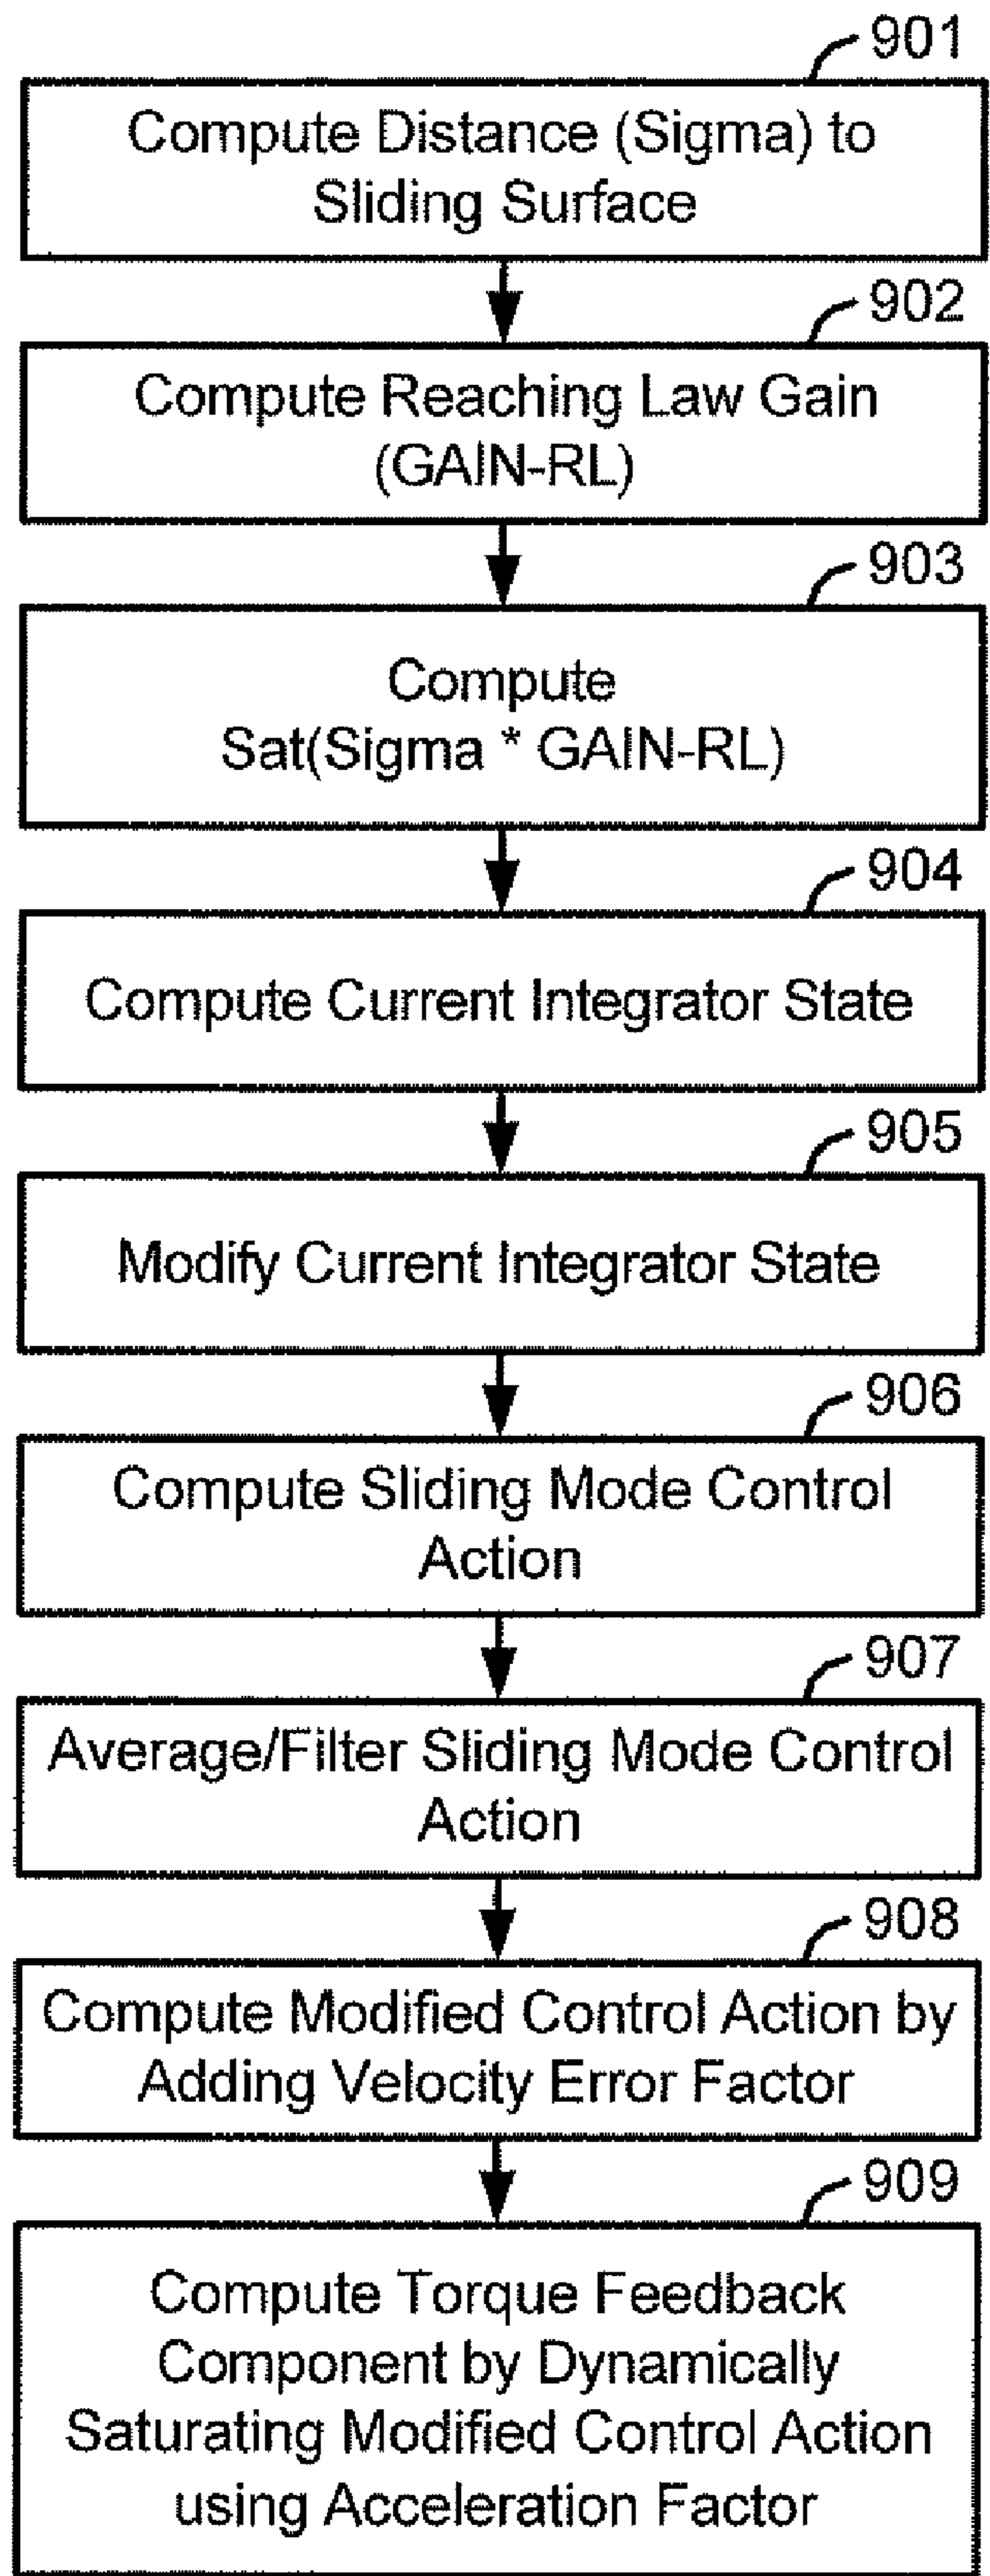 901
Compute Distance (Sigma) to
Sliding Surface
902
Compute Reaching Law Gain
(GAIN-RL)
903
Compute
Sat(Sigma * GAIN-RL)
904
Compute Current Integrator State
905
Modify Current Integrator State
906
Compute Sliding Mode Control
Action
907
Average/Filter Sliding Mode Control
Action
908
Compute Modified Control Action by
Adding Velocity Error Factor
909
Compute Torque Feedback
Component by Dynamically
Saturating Modified Control Action
using Acceleration Factor